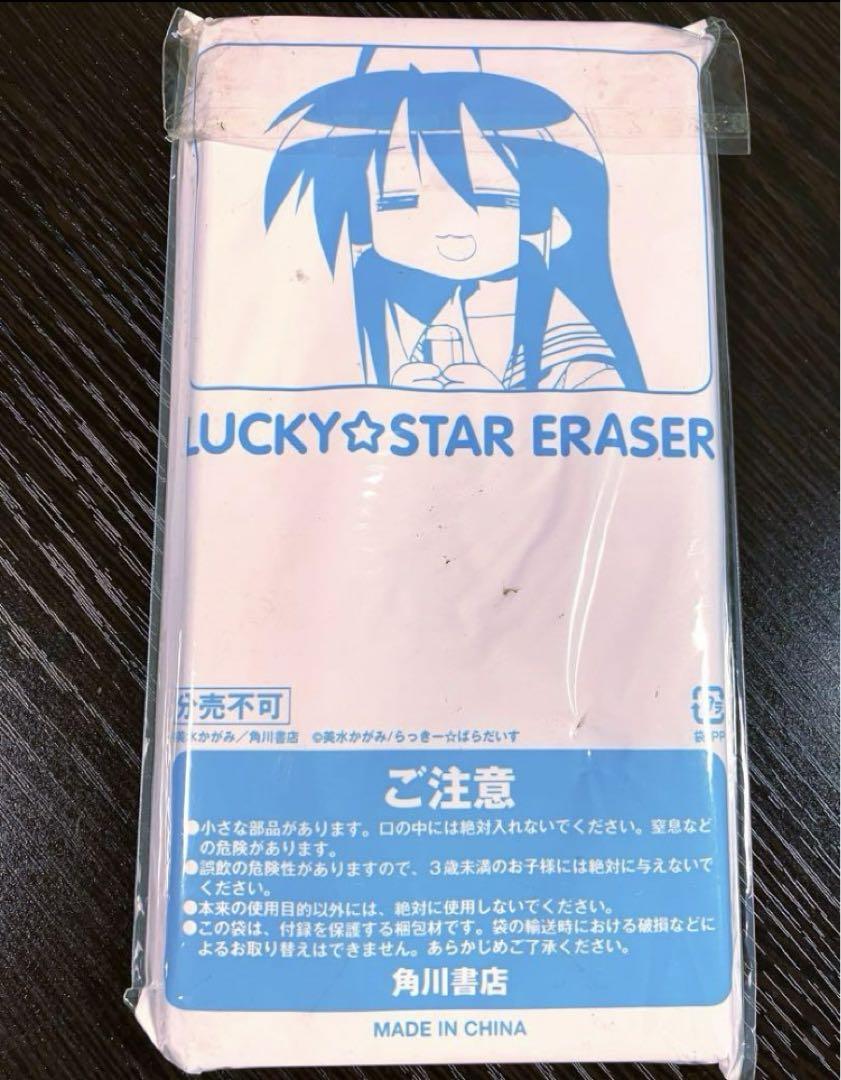 LUCKY☆STAR ERASER
分売不可
プラ
©美水かがみ／角川書店 ©美水かがみ/らっきー☆ぱらだいす
袋:PP
ご注意
●小さな部品があります。口の中には絶対入れないでください。窒息など
の危険があります。
●誤飲の危険性がありますので、３歳未満のお子様には絶対に与えないで
ください。
●本来の使用目的以外には、絶対に使用しないでください。
●この袋は、付録を保護する梱包材です。袋の輸送時における破損などに
よるお取り替えはできません。あらかじめご了承ください。
角川書店
MADE IN CHINA